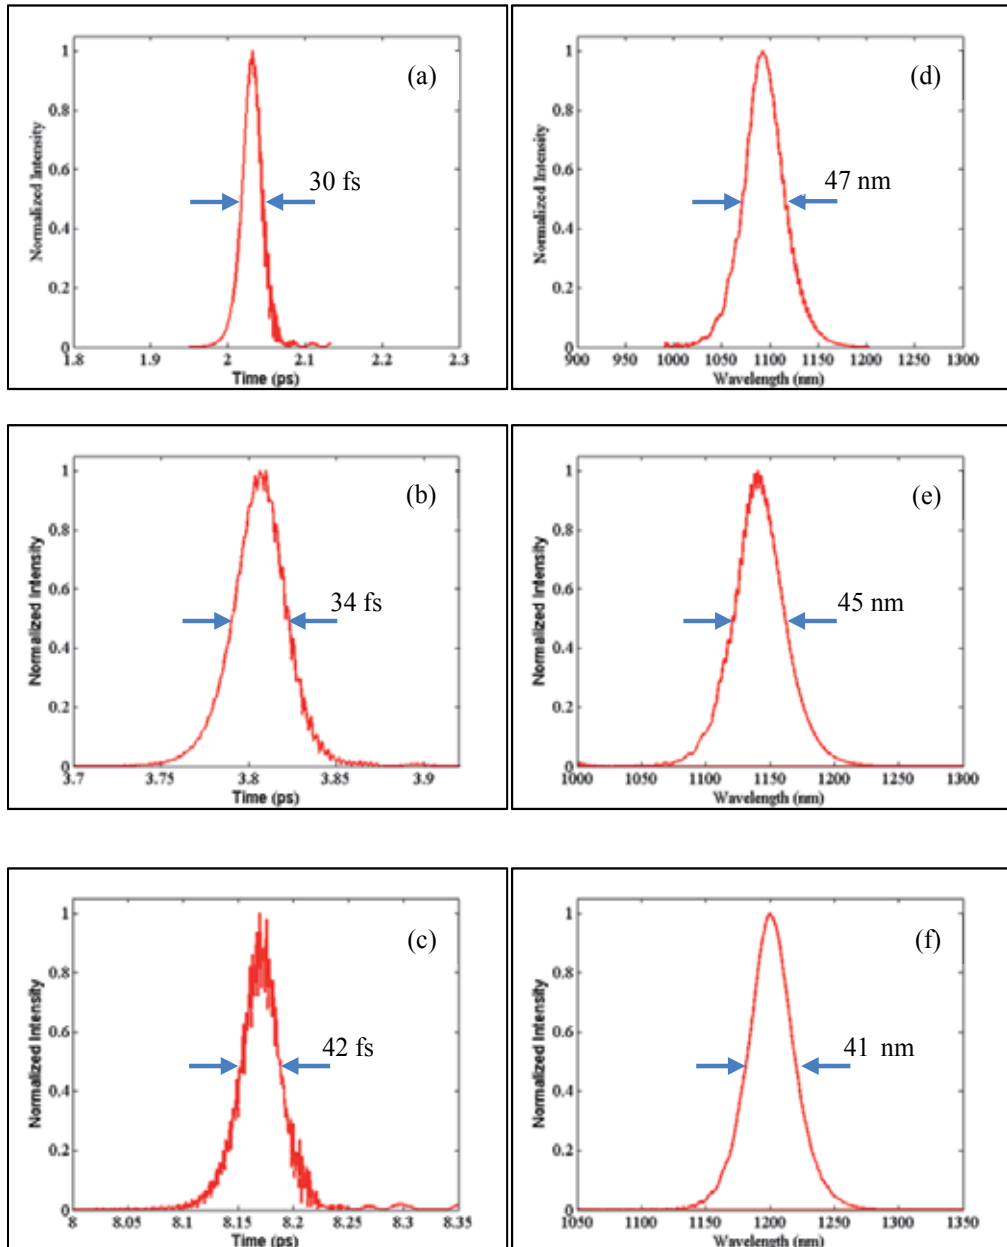 (a)
Normalized Intensity
1
0.8
0.6
0.4
0.2
0
30 fs
1.8 1.9 2 2.1 2.2 2.3
Time (ps)
(d)
Normalized Intensity
1
0.8
0.6
0.4
0.2
0
47 nm
900 950 1000 1050 1100 1150 1200 1250 1300
Wavelength (nm)
(b)
Normalized Intensity
1
0.8
0.6
0.4
0.2
0
34 fs
3.7 3.75 3.8 3.85 3.9
Time (ps)
(e)
Normalized Intensity
1
0.8
0.6
0.4
0.2
0
45 nm
1000 1050 1100 1150 1200 1250 1300
Wavelength (nm)
(c)
Normalized Intensity
1
0.8
0.6
0.4
0.2
0
42 fs
8 8.05 8.1 8.15 8.2 8.25 8.3 8.35
Time (ps)
(f)
Normalized Intensity
1
0.8
0.6
0.4
0.2
0
41 nm
1050 1100 1150 1200 1250 1300 1350
Wavelength (nm)